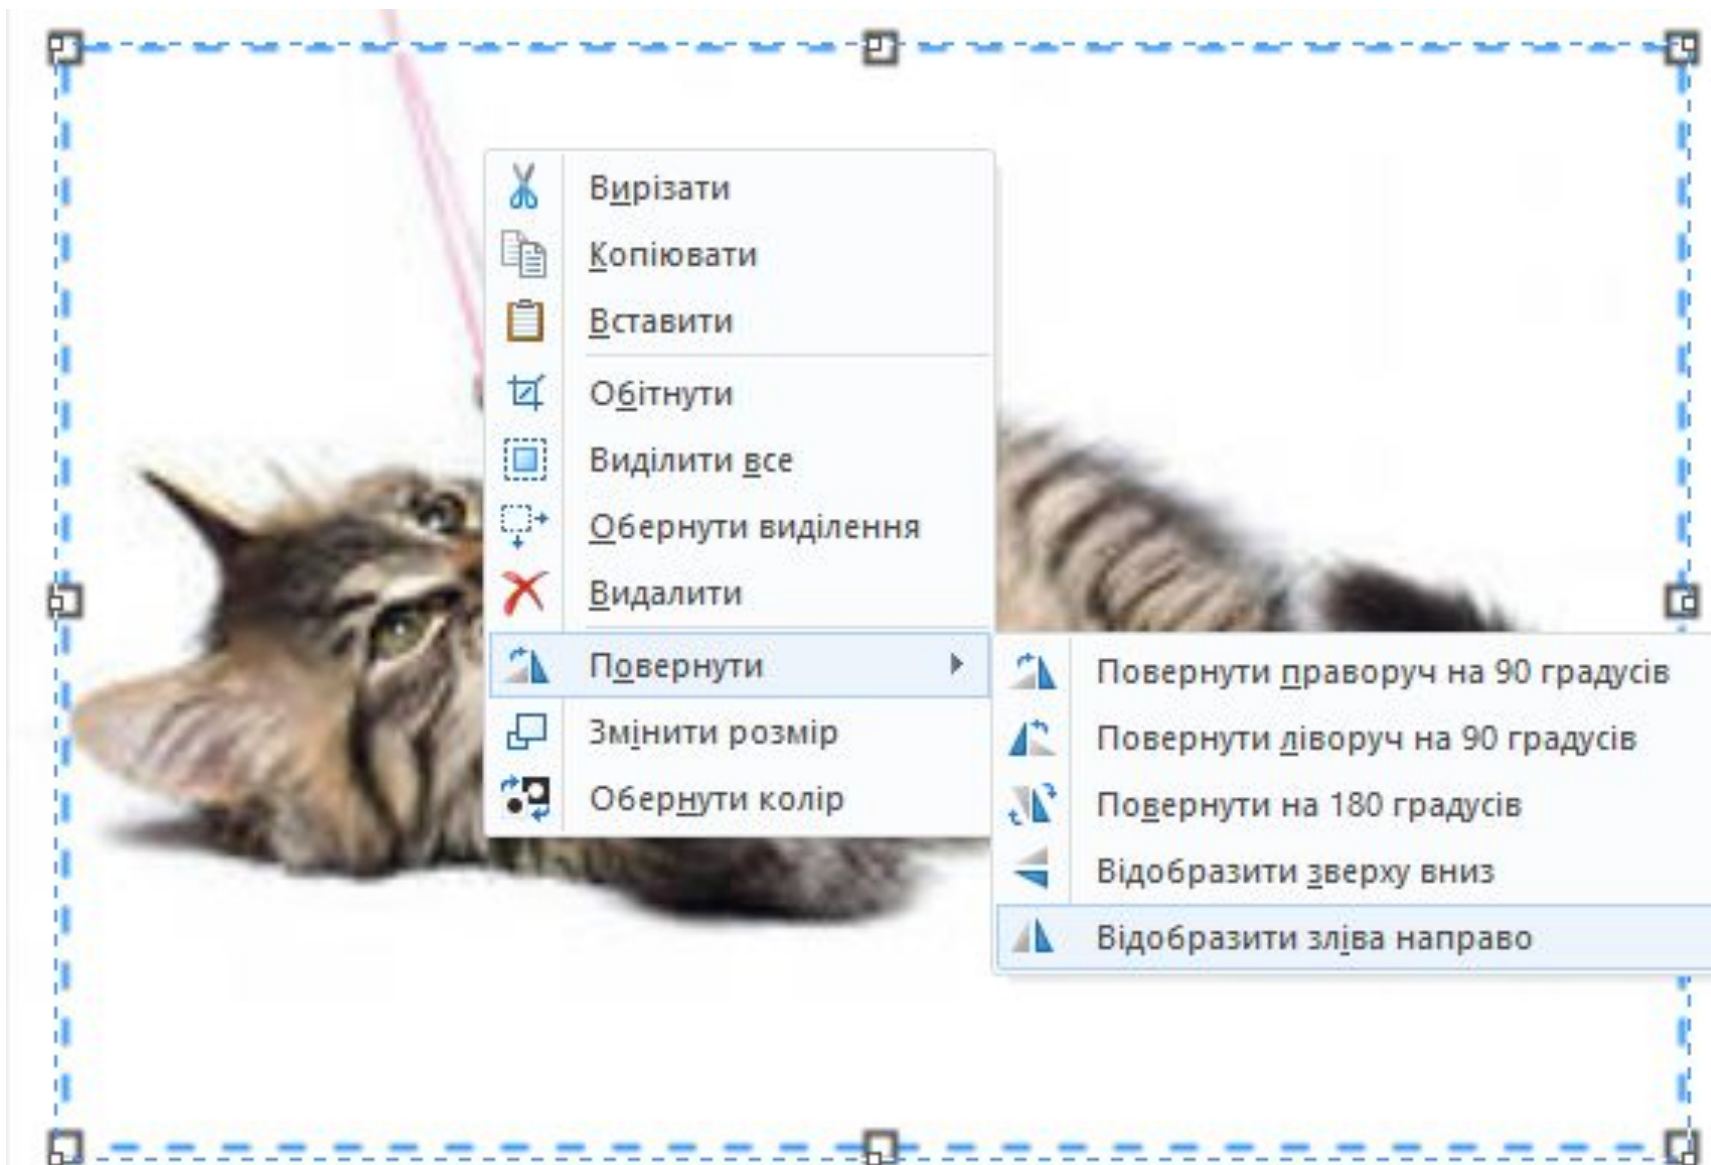 Вирізати
Копіювати
Вставити
Обітнути
Виділити все
Обернути виділення
Видалити
Повернути
Змінити розмір
Обернути колір
Повернути праворуч на 90 градусів
Повернути ліворуч на 90 градусів
Повернути на 180 градусів
Відобразити зверху вниз
Відобразити зліва направо